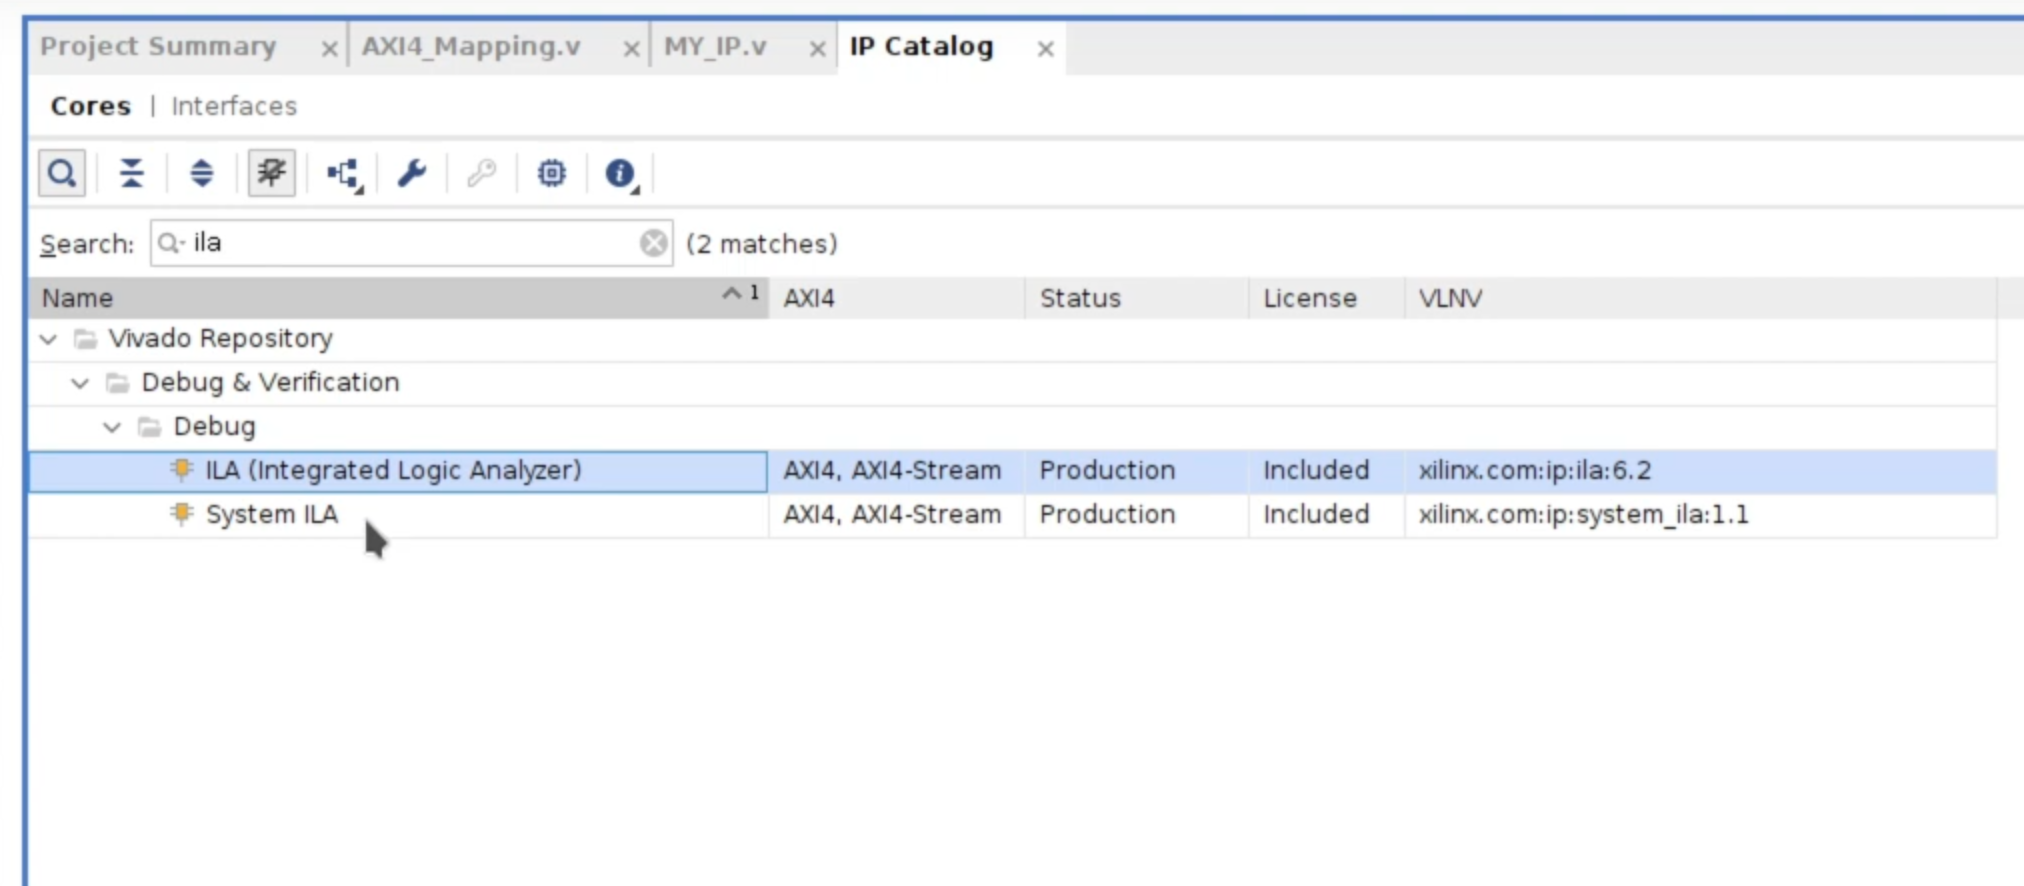 Project Summary × AXI4_Mapping.v × MY_IP.v × IP Catalog ×
Cores | Interfaces
Search: ila (2 matches)
Name 1 AXI4 Status License VLNV
Vivado Repository
Debug & Verification
Debug
ILA (Integrated Logic Analyzer) AXI4, AXI4-Stream Production Included xilinx.com:ip:ila:6.2
System ILA AXI4, AXI4-Stream Production Included xilinx.com:ip:system_ila:1.1